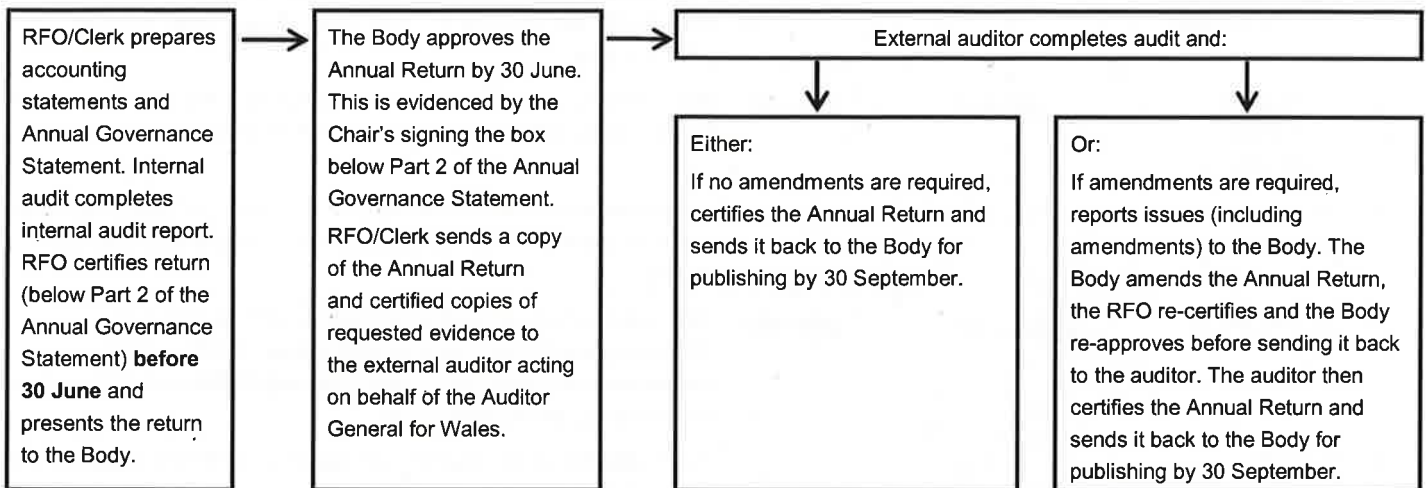 RFO/Clerk prepares
accounting
statements and
Annual Governance
Statement. Internal
audit completes
internal audit report.
RFO certifies return
(below Part 2 of the
Annual Governance
Statement) before
30 June and
presents the return
to the Body.
The Body approves the
Annual Return by 30 June.
This is evidenced by the
Chair's signing the box
below Part 2 of the Annual
Governance Statement.
RFO/Clerk sends a copy
of the Annual Return
and certified copies of
requested evidence to
the external auditor acting
on behalf of the Auditor
General for Wales.
External auditor completes audit and:
Either:
If no amendments are required,
certifies the Annual Return and
sends it back to the Body for
publishing by 30 September.
Or:
If amendments are required,
reports issues (including
amendments) to the Body. The
Body amends the Annual Return,
the RFO re-certifies and the Body
re-approves before sending it back
to the auditor. The auditor then
certifies the Annual Return and
sends it back to the Body for
publishing by 30 September.